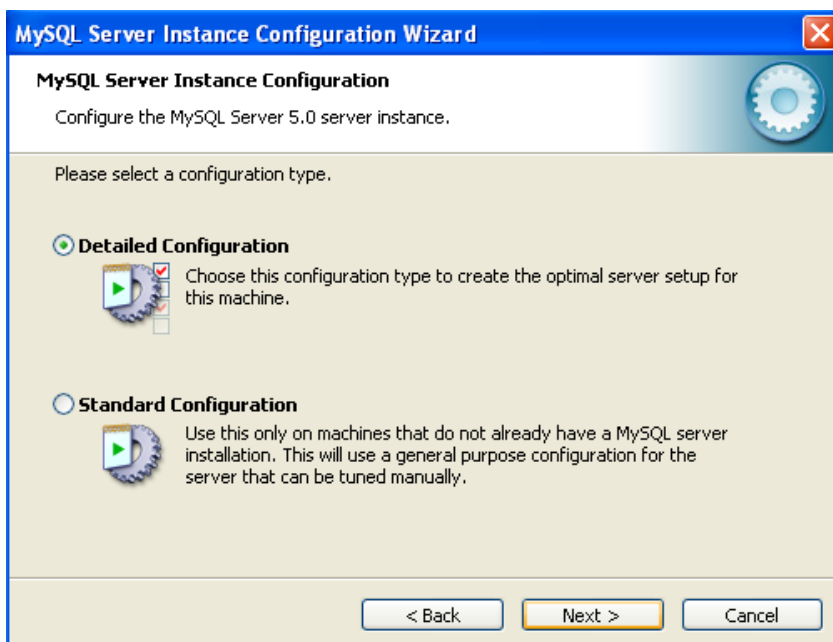 MySQL Server Instance Configuration Wizard
MySQL Server Instance Configuration
Configure the MySQL Server 5.0 server instance.
Please select a configuration type.
Detailed Configuration
Choose this configuration type to create the optimal server setup for
this machine.
Standard Configuration
Use this only on machines that do not already have a MySQL server
installation. This will use a general purpose configuration for the
server that can be tuned manually.
< Back
Next >
Cancel